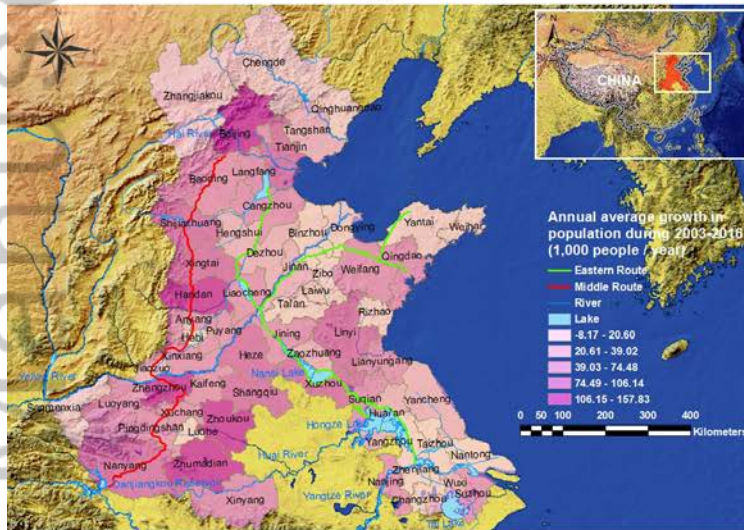 N
CHINA
Chengde
Zhangjiakou
Qinhuangdao
Beijing
Tangshan
Hai River
Tianjin
Langfang
Baoding
Cangzhou
Shijiazhuang
Hengshui
Binzhou
Dongying
Yantai
Weihai
Dezhou
Xingtai
Jinan
Zibo
Weifang
Qingdao
Handan
Liaocheng
Laiwu
Tai'an
Anyang
Hebi
Puyang
Rizhao
Xinxiang
Jining
Linyi
Jiaozuo
Heze
Zaozhuang
Yellow River
Zhengzhou
Kaifeng
Nansi Lake
Lianyungang
Sanmenxia
Luoyang
Shangqiu
Xuzhou
Xuchang
Suqian
Yancheng
Pingdingshan
Zhoukou
Huai'an
Luohe
Hongze Lake
Yangzhou
Taizhou
Nanyang
Zhumadian
Huai River
Zhenjiang
Nantong
Danjiangkou Reservoir
Nanjing
Wuxi
Xinyang
Yangtze River
Changzhou
Suzhou
Tai Lake
Annual average growth in
population during 2003-2016
(1,000 people / year)
Eastern Route
Middle Route
River
Lake
-8.17 - 20.60
20.61 - 39.02
39.03 - 74.48
74.49 - 106.14
106.15 - 157.83
0 50 100 200 300 400
Kilometers